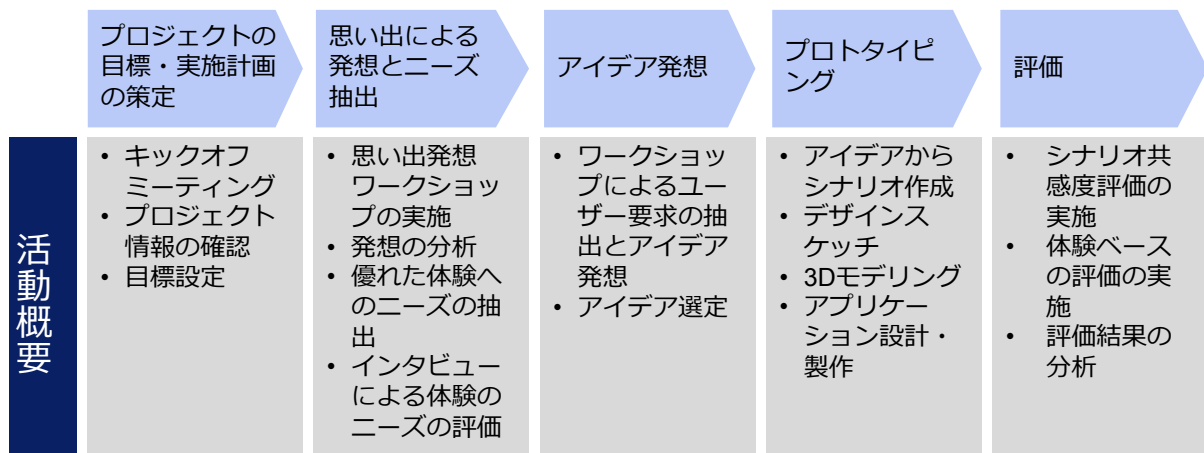 プロジェクトの
目標・実施計画
の策定
思い出による
発想とニーズ
抽出
アイデア発想
プロトタイピ
ング
評価
活動概要
• キックオフ
ミーティング
• プロジェクト
情報の確認
• 目標設定
• 思い出発想
ワークショッ
プの実施
• 発想の分析
• 優れた体験へ
のニーズの抽
出
• インタビュー
による体験の
ニーズの評価
• ワークショッ
プによるユー
ザー要求の抽
出とアイデア
発想
• アイデア選定
• アイデアから
シナリオ作成
• デザインス
ケッチ
• 3Dモデリング
• アプリケー
ション設計・
製作
• シナリオ共
感度評価の
実施
• 体験ベース
の評価の実
施
• 評価結果の
分析